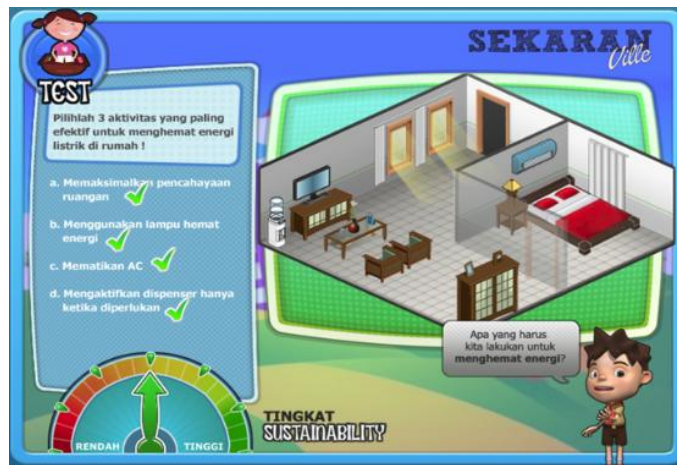 SEKARAN
Ville
TEST
Pilihlah 3 aktivitas yang paling
efektif untuk menghemat energi
listrik di rumah !
a. Memaksimalkan pencahayaan
ruangan
b. Menggunakan lampu hemat
energi
c. Mematikan AC
d. Mengaktifkan dispenser hanya
ketika diperlukan
Apa yang harus
kita lakukan untuk
menghemat energi?
TINGKAT
SUSTAINABILITY
RENDAH
TINGGI